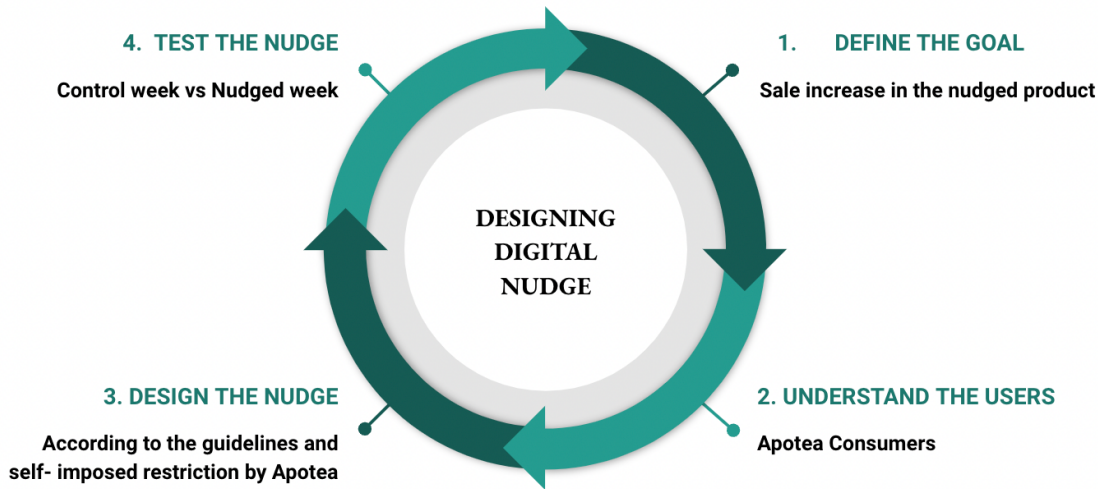 4. TEST THE NUDGE
Control week vs Nudged week
1. DEFINE THE GOAL
Sale increase in the nudged product
DESIGNING
DIGITAL
NUDGE
3. DESIGN THE NUDGE
According to the guidelines and
self- imposed restriction by Apotea
2. UNDERSTAND THE USERS
Apotea Consumers